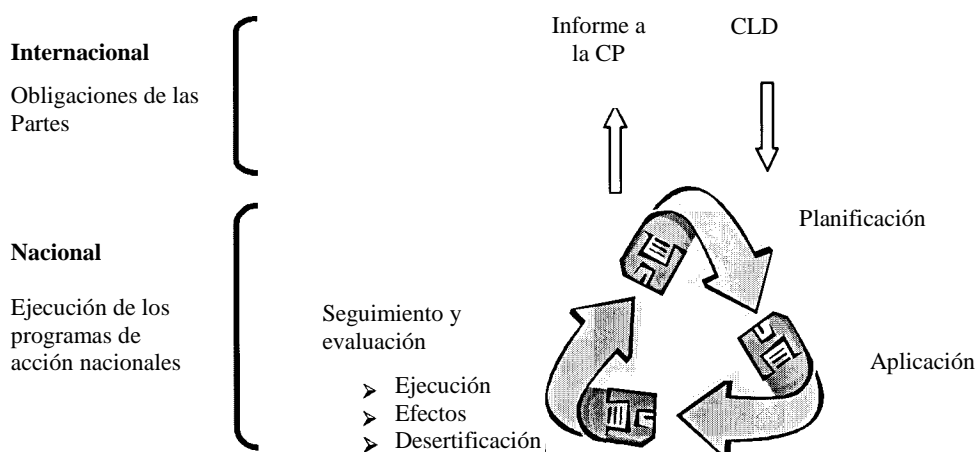 Internacional
Obligaciones de las
Partes
Informe a
la CP
CLD
Nacional
Ejecución de los
programas de
acción nacionales
Seguimiento y
evaluación
➢ Ejecución
➢ Efectos
➢ Desertificación
Planificación
Aplicación